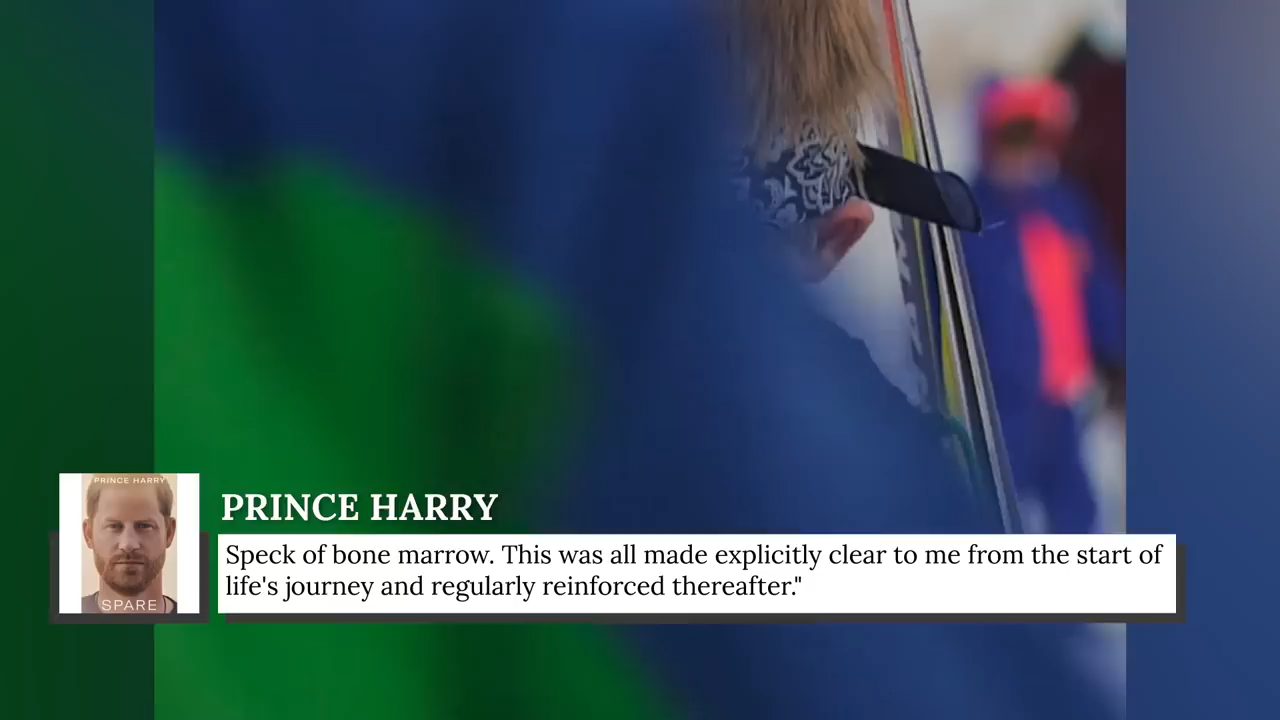 PRINCE HARRY
SPARE
PRINCE HARRY
Speck of bone marrow. This was all made explicitly clear to me from the start of
life's journey and regularly reinforced thereafter."